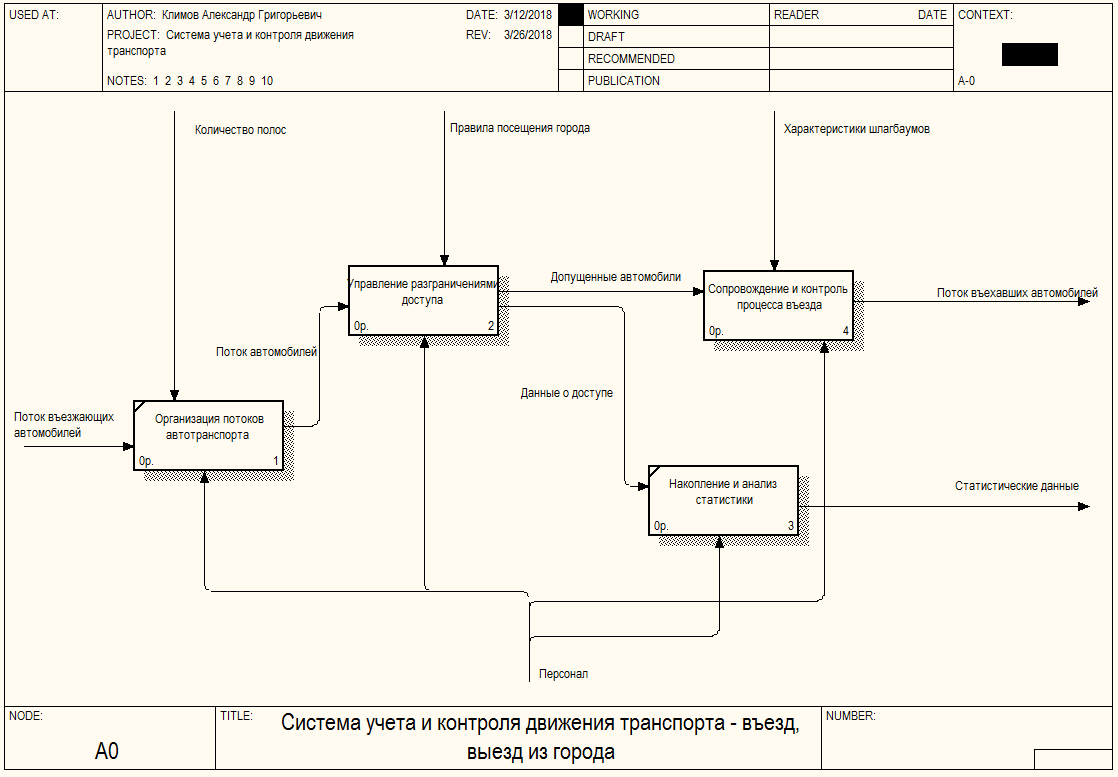 USED AT:
AUTHOR: Климов Александр Григорьевич
DATE: 3/12/2018
PROJECT: Система учета и контроля движения
транспорта
REV: 3/26/2018
NOTES: 1 2 3 4 5 6 7 8 9 10
WORKING
DRAFT
RECOMMENDED
PUBLICATION
READER
DATE
CONTEXT:
A-0
Количество полос
Правила посещения города
Характеристики шлагбаумов
Управление разграничениями
доступа
0р.
2
Допущенные автомобили
Сопровождение и контроль
процесса въезда
0р.
4
Поток въехавших автомобилей
Поток автомобилей
Данные о доступе
Поток въезжающих
автомобилей
Организация потоков
автотранспорта
0р.
1
Накопление и анализ
статистики
0р.
3
Статистические данные
Персонал
NODE:
A0
TITLE:
Система учета и контроля движения транспорта - въезд,
выезд из города
NUMBER: